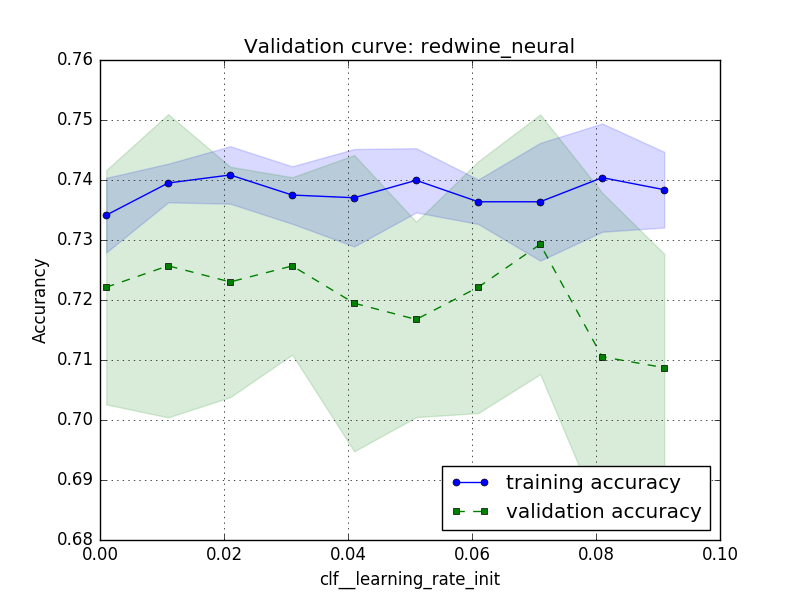 Validation curve: redwine_neural
0.76
0.75
0.74
0.73
0.72
0.71
0.70
0.69
0.68
Accurancy
training accuracy
validation accuracy
0.00 0.02 0.04 0.06 0.08 0.10
clf__learning_rate_init